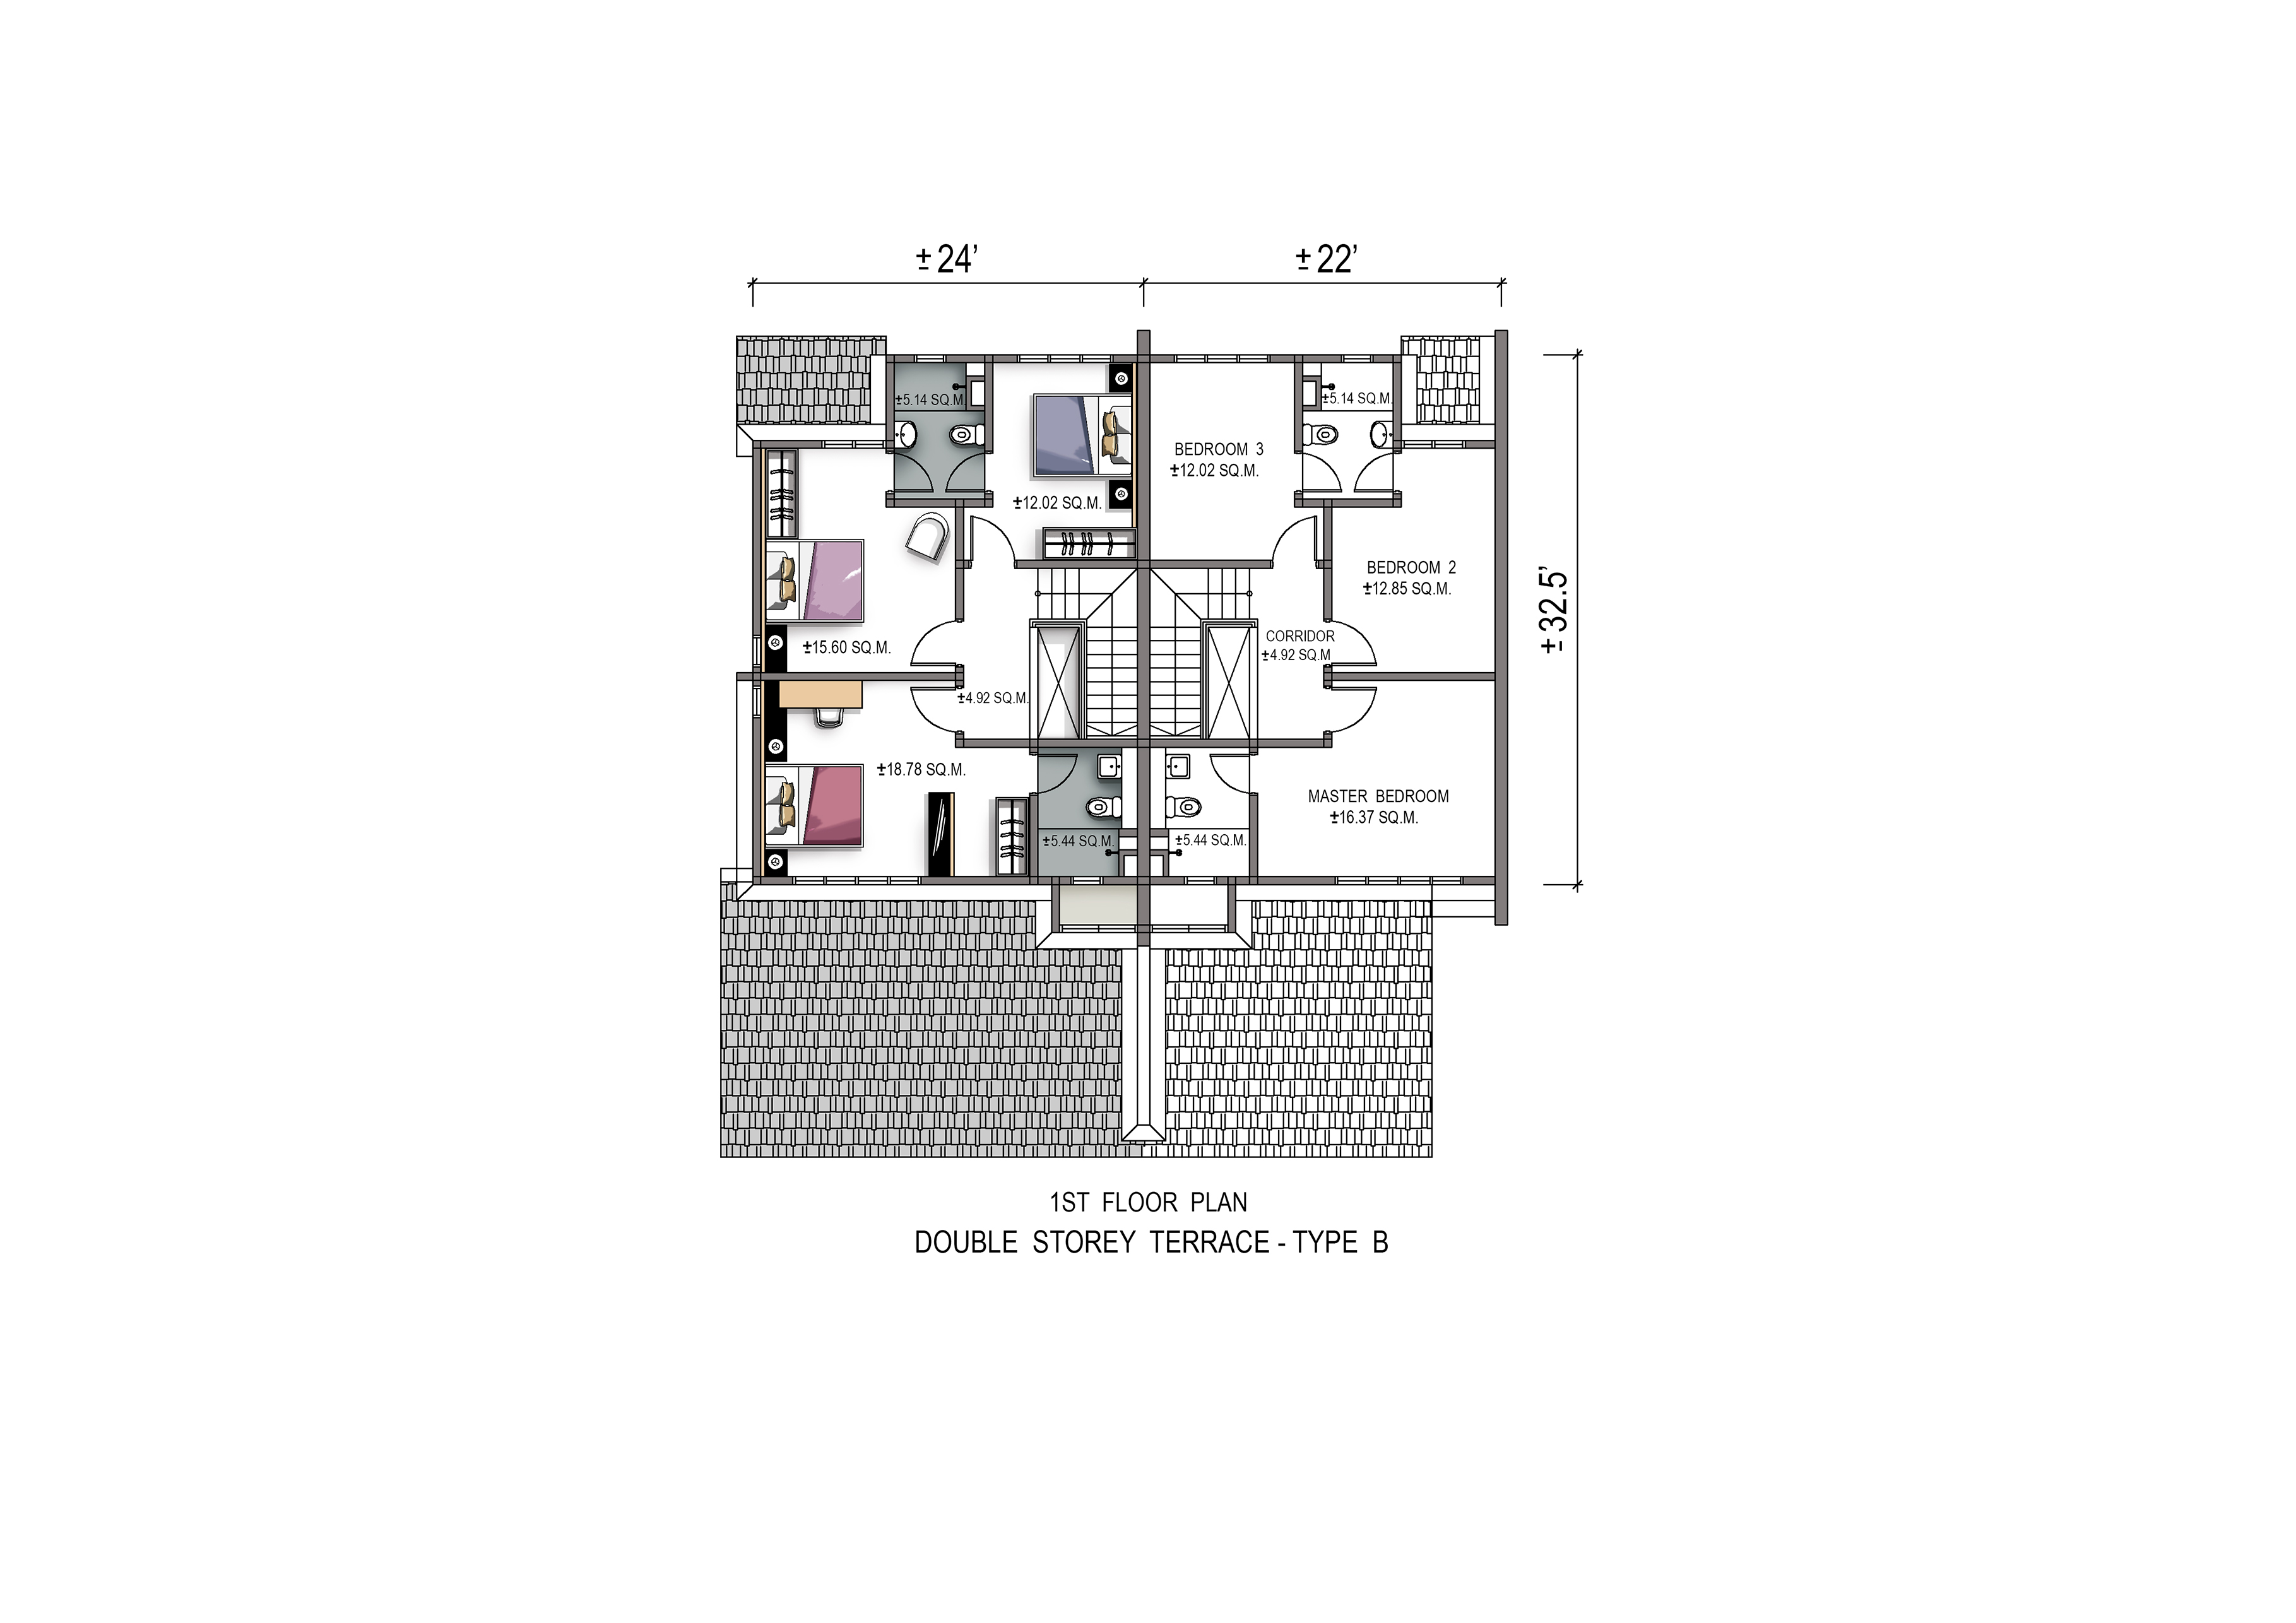 ±24’
±22’
±5.14 SQ.M.
±5.14 SQ.M.
BEDROOM 3
±12.02 SQ.M.
±12.02 SQ.M.
BEDROOM 2
±12.85 SQ.M.
±32.5’
CORRIDOR
±4.92 SQ.M
±15.60 SQ.M.
±4.92 SQ.M.
±18.78 SQ.M.
MASTER BEDROOM
±16.37 SQ.M.
±5.44 SQ.M.
±5.44 SQ.M.
1ST FLOOR PLAN
DOUBLE STOREY TERRACE - TYPE B